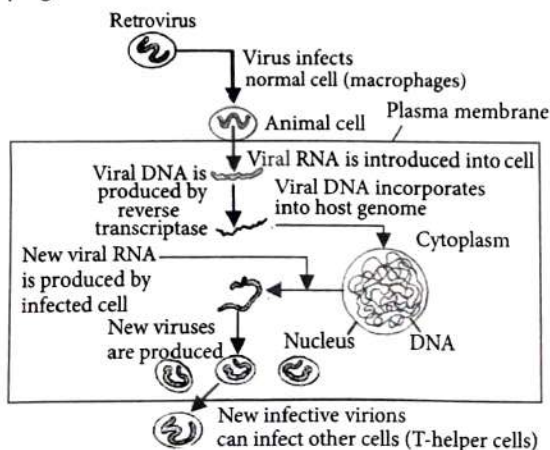 Retrovirus
Virus infects
normal cell (macrophages)
Plasma membrane
Animal cell
Viral RNA is introduced into cell
Viral DNA is
produced by
reverse
transcriptase
Viral DNA incorporates
into host genome
Cytoplasm
New viral RNA
is produced by
infected cell
New viruses
are produced
Nucleus
DNA
New infective virions
can infect other cells (T-helper cells)